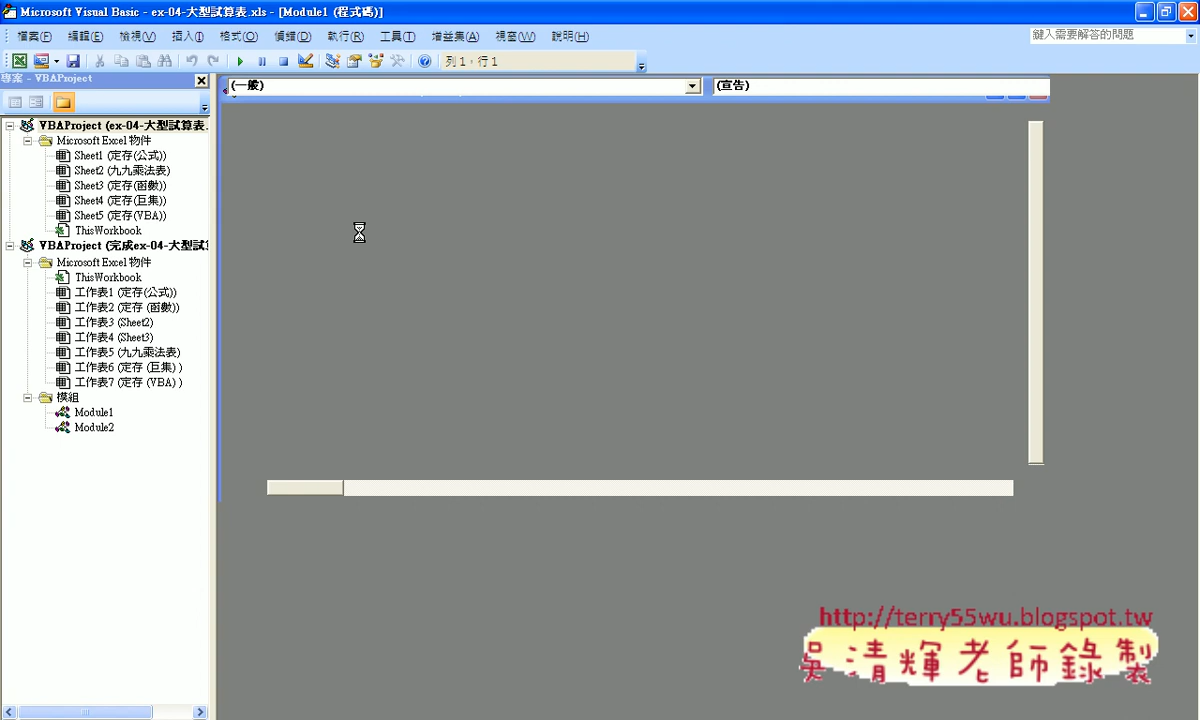 Microsoft Visual Basic - ex-04-大型試算表.xls - [Module1 (程式碼)]
檔案(F) 編輯(E) 檢視(V) 插入(I) 格式(O) 偵錯(D) 執行(R) 工具(T) 增益集(A) 視窗(W) 說明(H)
鍵入需要解答的問題
列 1，行 1
專案 - VBAProject
(一般)
(宣告)
VBAProject (ex-04-大型試算表.
Microsoft Excel 物件
Sheet1 (定存(公式))
Sheet2 (九九乘法表)
Sheet3 (定存(函數))
Sheet4 (定存(巨集))
Sheet5 (定存(VBA))
ThisWorkbook
VBAProject (完成ex-04-大型試
Microsoft Excel 物件
ThisWorkbook
工作表1 (定存(公式))
工作表2 (定存 (函數))
工作表3 (Sheet2)
工作表4 (Sheet3)
工作表5 (九九乘法表)
工作表6 (定存 (巨集) )
工作表7 (定存 (VBA) )
模組
Module1
Module2
http://terry55wu.blogspot.tw
吳清輝老師錄製